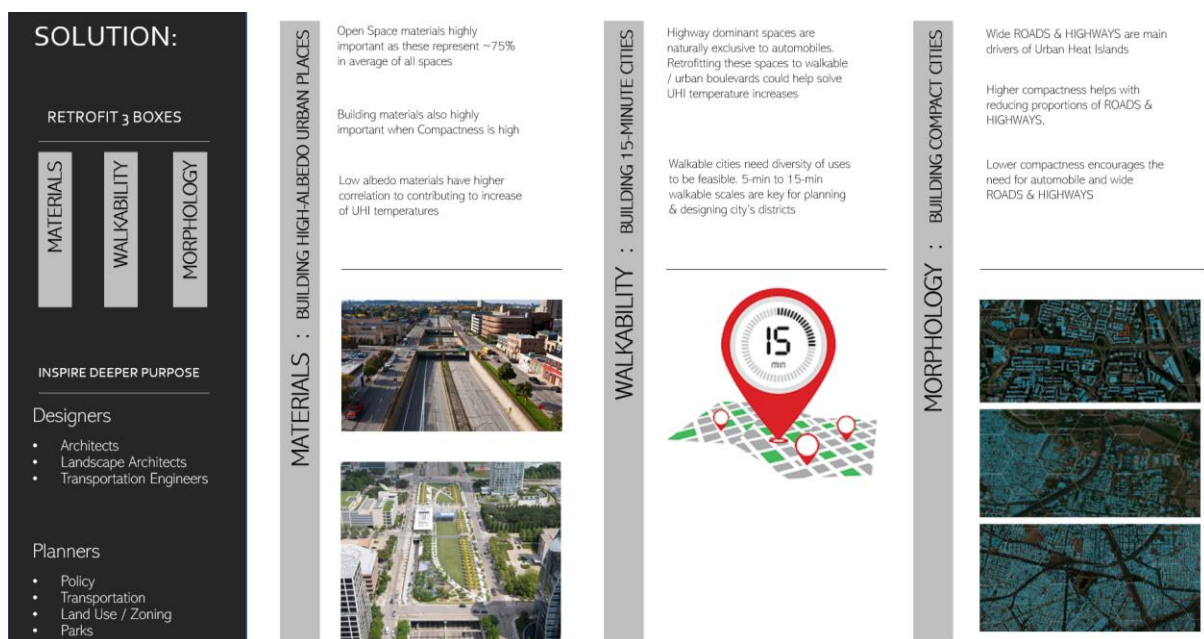 SOLUTION:
RETROFIT 3 BOXES
MATERIALS
WALKABILITY
MORPHOLOGY
INSPIRE DEEPER PURPOSE
Designers
• Architects
• Landscape Architects
• Transportation Engineers
Planners
• Policy
• Transportation
• Land Use / Zoning
• Parks
MATERIALS : BUILDING HIGH-ALBEDO URBAN PLACES
Open Space materials highly
important as these represent ~75%
in average of all spaces
Building materials also highly
important when Compactness is high
Low albedo materials have higher
correlation to contributing to increase
of UHI temperatures
WALKABILITY : BUILDING 15-MINUTE CITIES
Highway dominant spaces are
naturally exclusive to automobiles.
Retrofitting these spaces to walkable
/ urban boulevards could help solve
UHI temperature increases
Walkable cities need diversity of uses
to be feasible. 5-min to 15-min
walkable scales are key for planning
& designing city's districts
15
min
MORPHOLOGY : BUILDING COMPACT CITIES
Wide ROADS & HIGHWAYS are main
drivers of Urban Heat Islands
Higher compactness helps with
reducing proportions of ROADS &
HIGHWAYS,
Lower compactness encourages the
need for automobile and wide
ROADS & HIGHWAYS